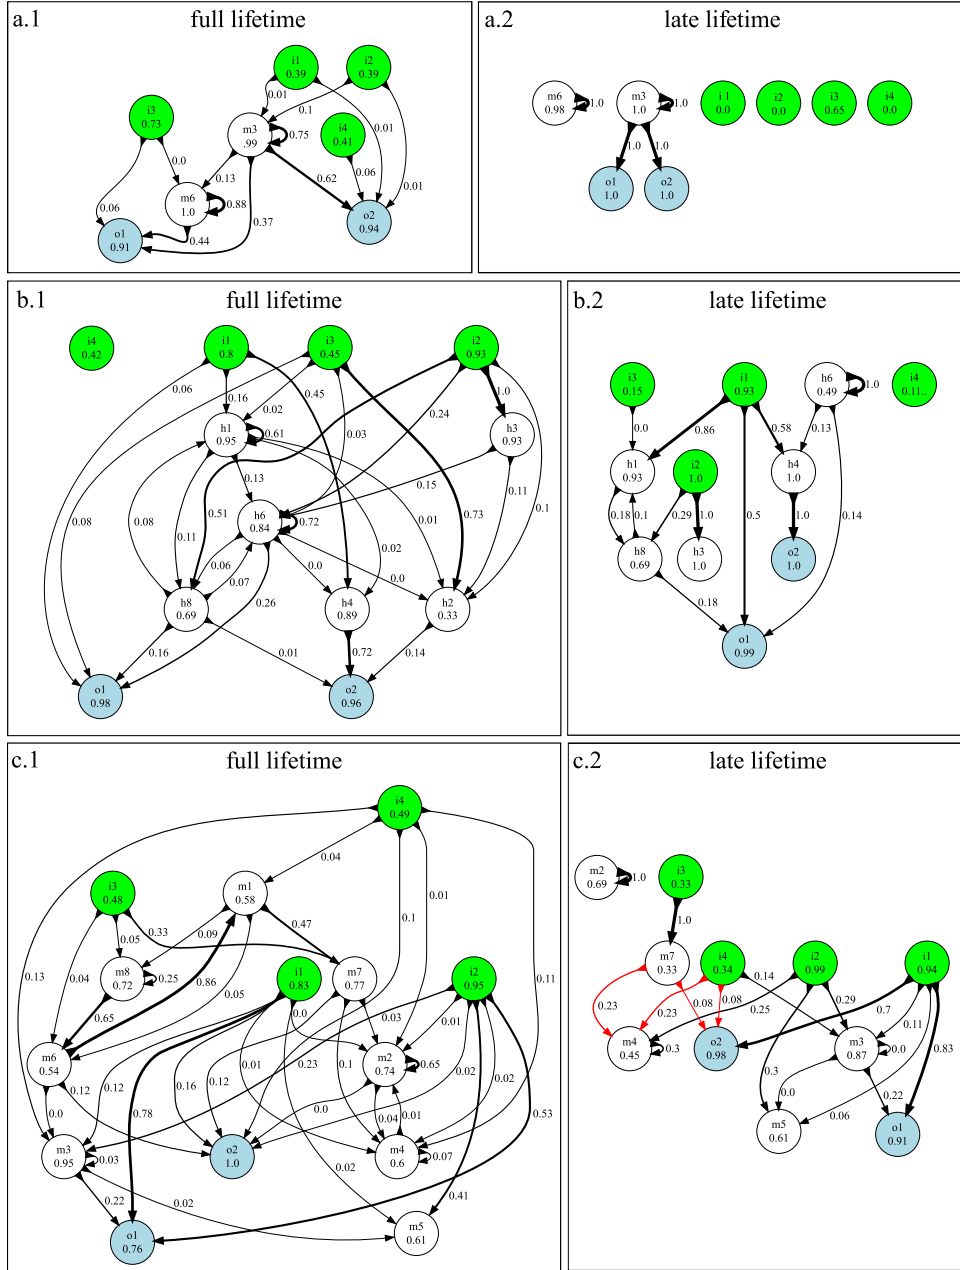 a.1 full lifetime
i1
0.39
i2
0.39
i3
0.73
i4
0.41
m3
.99
m6
1.0
o1
0.91
o2
0.94
0.01
0.1
0.75
0.01
0.0
0.13
0.06
0.62
0.01
0.88
0.06
0.37
0.44
a.2 late lifetime
m6
0.98
1.0
m3
1.0
1.0
i 1
0.0
i2
0.0
i3
0.65
i4
0.0
1.0
1.0
o1
1.0
o2
1.0
b.1 full lifetime
i4
0.42
i1
0.8
i3
0.45
i2
0.93
0.06
0.16
0.45
0.02
0.24
1.0
h1
0.95
0.61
0.03
h3
0.93
0.13
0.15
0.08
0.08
0.51
h6
0.84
0.72
0.01
0.73
0.11
0.1
0.11
0.02
0.06
0.07
0.0
0.0
h8
0.69
0.26
h4
0.89
h2
0.33
0.16
0.01
0.72
0.14
o1
0.98
o2
0.96
b.2 late lifetime
i3
0.15
i1
0.93
h6
0.49
1.0
i4
0.11..
0.0
0.86
0.58
0.13
h1
0.93
i2
1.0
h4
1.0
0.18
0.1
0.29
1.0
0.5
1.0
0.14
h8
0.69
h3
1.0
o2
1.0
0.18
o1
0.99
c.1 full lifetime
i4
0.49
0.04
i3
0.48
m1
0.58
0.01
0.33
0.05
0.09
0.47
0.1
0.13
0.04
m8
0.72
0.25
0.86
0.05
i1
0.83
m7
0.77
i2
0.95
0.11
0.65
0.0
0.03
0.01
m6
0.54
m2
0.74
0.65
0.12
0.12
0.16
0.12
0.01
0.23
0.1
0.02
0.02
0.0
0.78
0.0
0.04
0.01
0.53
m3
0.95
0.03
o2
1.0
m4
0.6
0.07
0.02
0.22
0.02
0.41
o1
0.76
m5
0.61
c.2 late lifetime
m2
0.69
1.0
i3
0.33
1.0
m7
0.33
i4
0.34
i2
0.99
i1
0.94
0.14
0.23
0.23
0.08
0.08
0.25
0.29
0.7
0.11
0.83
m4
0.45
0.3
o2
0.98
m3
0.87
0.0
0.3
0.0
0.06
0.22
m5
0.61
o1
0.91